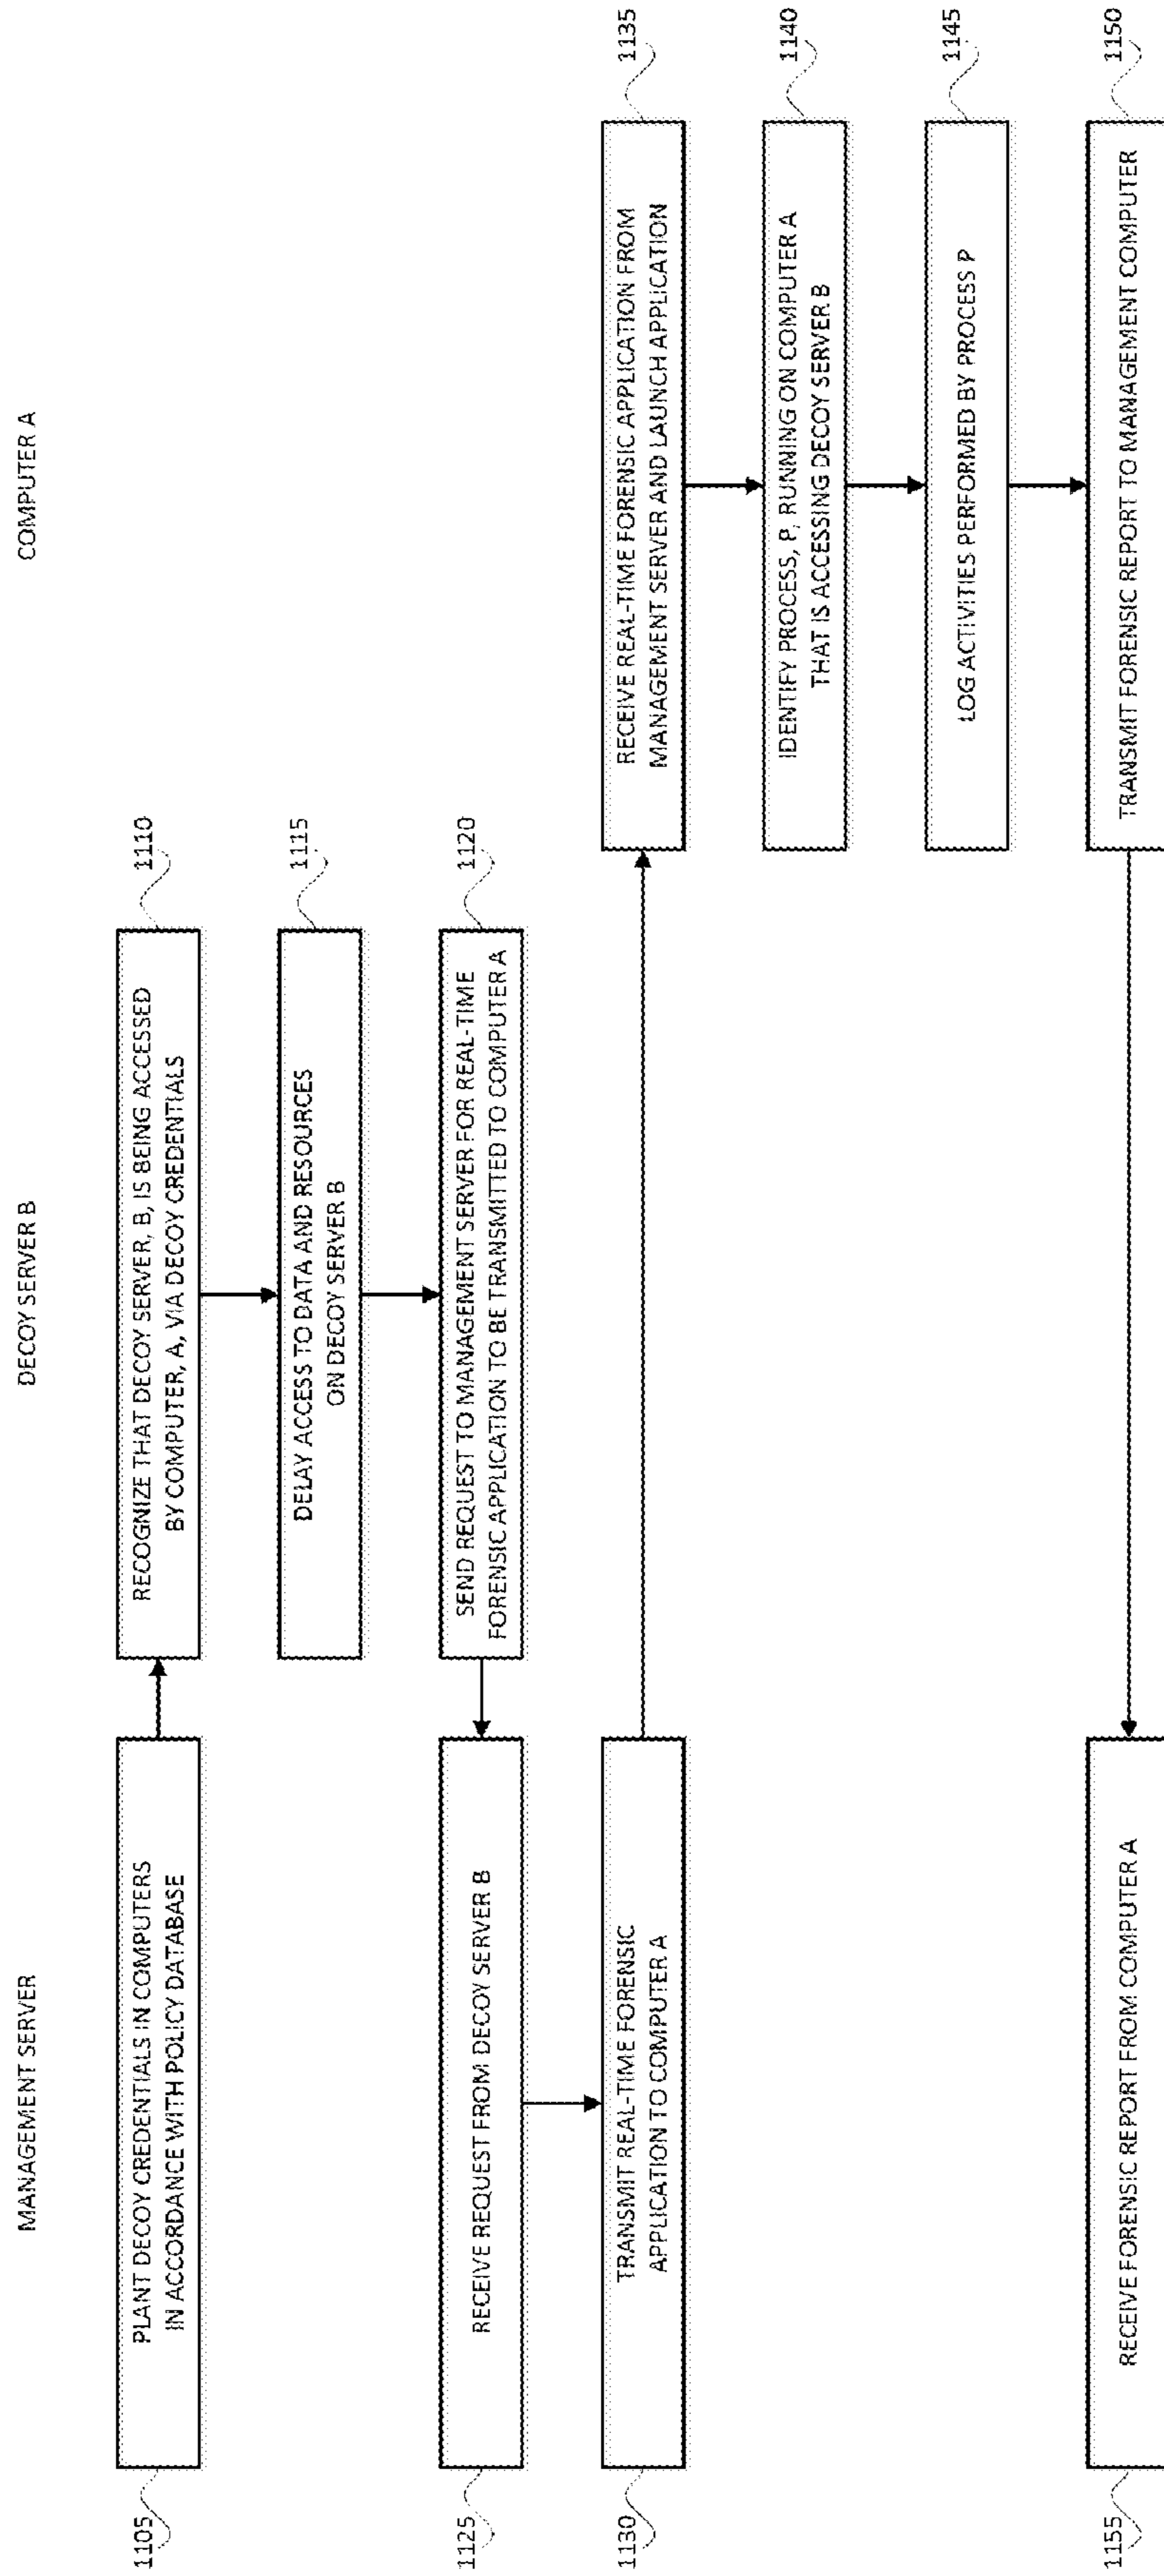 MANAGEMENT SERVER
DECOY SERVER B
COMPUTER A
1105
PLANT DECOY CREDENTIALS IN COMPUTERS
IN ACCORDANCE WITH POLICY DATABASE
RECOGNIZE THAT DECOY SERVER, B, IS BEING ACCESSED
BY COMPUTER, A, VIA DECOY CREDENTIALS
1110
DELAY ACCESS TO DATA AND RESOURCES
ON DECOY SERVER B
1115
SEND REQUEST TO MANAGEMENT SERVER FOR REAL-TIME
FORENSIC APPLICATION TO BE TRANSMITTED TO COMPUTER A
1120
1125
RECEIVE REQUEST FROM DECOY SERVER B
1130
TRANSMIT REAL-TIME FORENSIC
APPLICATION TO COMPUTER A
RECEIVE REAL-TIME FORENSIC APPLICATION FROM
MANAGEMENT SERVER AND LAUNCH APPLICATION
1135
IDENTIFY PROCESS, P, RUNNING ON COMPUTER A
THAT IS ACCESSING DECOY SERVER B
1140
LOG ACTIVITIES PERFORMED BY PROCESS P
1145
TRANSMIT FORENSIC REPORT TO MANAGEMENT COMPUTER
1150
1155
RECEIVE FORENSIC REPORT FROM COMPUTER A